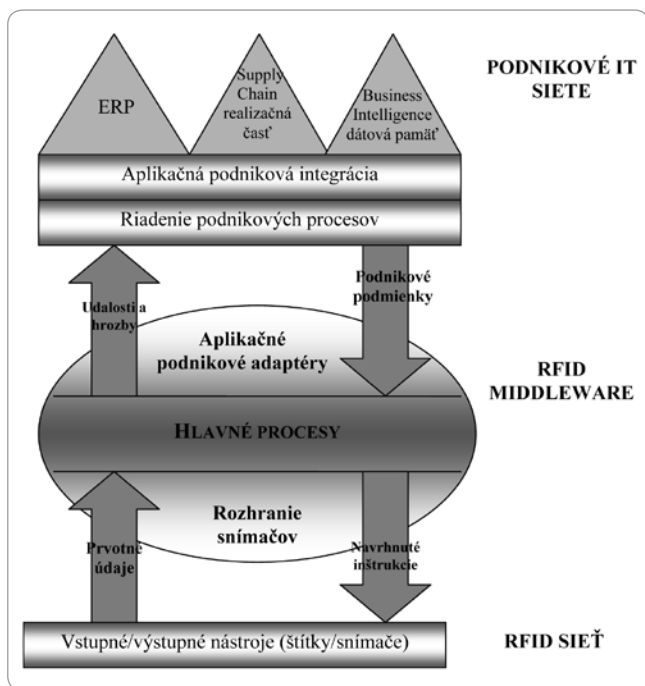 PODNIKOVÉ IT
SIETE
ERP
Supply
Chain
realizačná
časť
Business
Intelligence
dátová pamäť
Aplikačná podniková integrácia
Riadenie podnikových procesov
Udalosti a
hrozby
Podnikové
podmienky
Aplikačné
podnikové adaptéry
RFID
MIDDLEWARE
HLAVNÉ PROCESY
Rozhranie
snímačov
Prvotné
údaje
Navrhnuté
inštrukcie
Vstupné/výstupné nástroje (štítky/snímače)
RFID SIEŤ